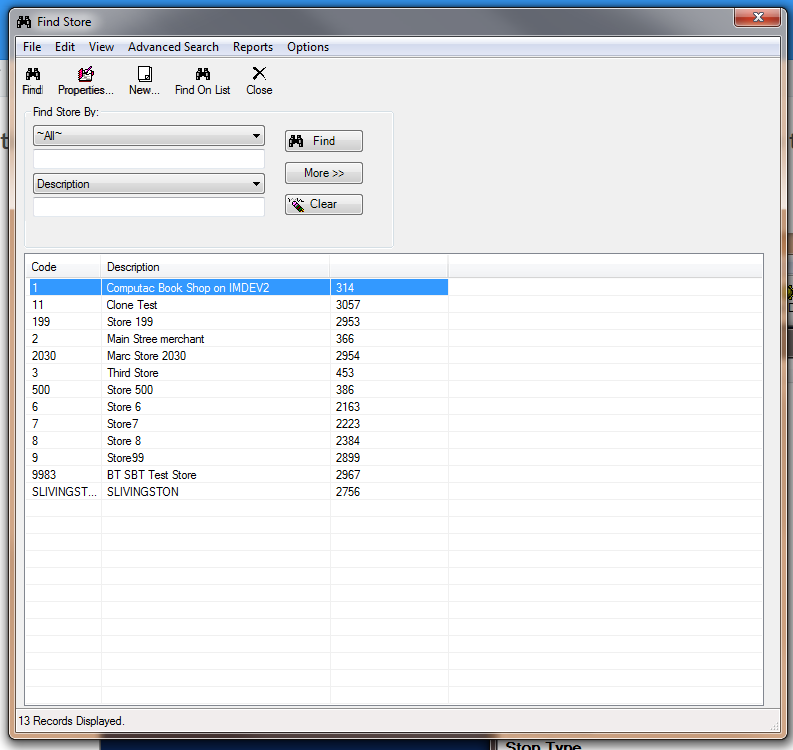 Find Store
File Edit View Advanced Search Reports Options
Find Properties... New... Find On List Close
Find Store By:
~All~
Find
More >>
Description
Clear
Code Description
1 Computac Book Shop on IMDEV2 314
11 Clone Test 3057
199 Store 199 2953
2 Main Stree merchant 366
2030 Marc Store 2030 2954
3 Third Store 453
500 Store 500 386
6 Store 6 2163
7 Store7 2223
8 Store 8 2384
9 Store99 2899
9983 BT SBT Test Store 2967
SLIVINGST... SLIVINGSTON 2756
13 Records Displayed.
Stop Type